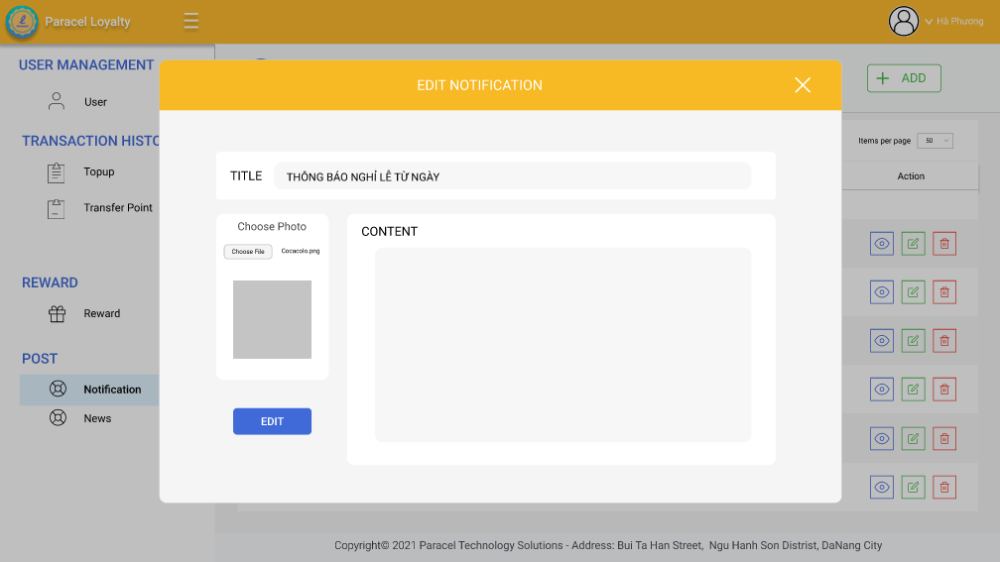 Paracel Loyalty
Hà Phương
USER MANAGEMENT
User
TRANSACTION HISTO
Topup
Transfer Point
REWARD
Reward
POST
Notification
News
ADD
Items per page 50
Action
EDIT NOTIFICATION
TITLE THÔNG BÁO NGHỈ LỄ TỪ NGÀY
Choose Photo
Choose File Cocacolo.png
EDIT
CONTENT
Copyright© 2021 Paracel Technology Solutions - Address: Bui Ta Han Street, Ngu Hanh Son Distrist, DaNang City